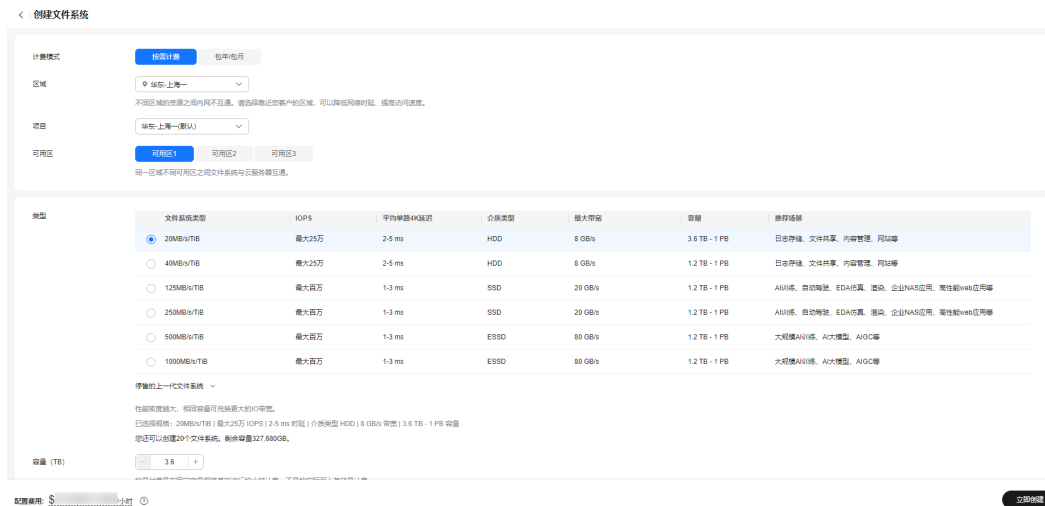 创建文件系统
计费模式 按需计费 包年/包月
区域 华东-上海一
不同区域的资源之间内网不互通。请选择靠近您客户的区域，可以降低网络时延、提高访问速度。
项目 华东-上海一(默认)
可用区 可用区1 可用区2 可用区3
同一区域不同可用区之间文件系统与云服务器互通。
类型 文件系统类型 IOPS 平均单路4K延迟 介质类型 最大带宽 容量 推荐场景
20MB/s/TiB 最大25万 2-5 ms HDD 8 GB/s 3.6 TB - 1 PB 日志存储、文件共享、内容管理、网站等
40MB/s/TiB 最大25万 2-5 ms HDD 8 GB/s 1.2 TB - 1 PB 日志存储、文件共享、内容管理、网站等
125MB/s/TiB 最大百万 1-3 ms SSD 20 GB/s 1.2 TB - 1 PB AI训练、自动驾驶、EDA仿真、渲染、企业NAS应用、高性能web应用等
250MB/s/TiB 最大百万 1-3 ms SSD 20 GB/s 1.2 TB - 1 PB AI训练、自动驾驶、EDA仿真、渲染、企业NAS应用、高性能web应用等
500MB/s/TiB 最大百万 1-3 ms ESSD 80 GB/s 1.2 TB - 1 PB 大规模AI训练、AI大模型、AIGC等
1000MB/s/TiB 最大百万 1-3 ms ESSD 80 GB/s 1.2 TB - 1 PB 大规模AI训练、AI大模型、AIGC等
停售的上一代文件系统
性能密度越大，相同容量可兑换更大的IO带宽。
已选择规格：20MB/s/TiB | 最大25万 IOPS | 2-5 ms 时延 | 介质类型 HDD | 8 GB/s 带宽 | 3.6 TB - 1 PB 容量
您还可以创建20个文件系统。剩余容量327,680GB。
容量（TB） - 3.6 +
配置费用: $ /小时 立即创建